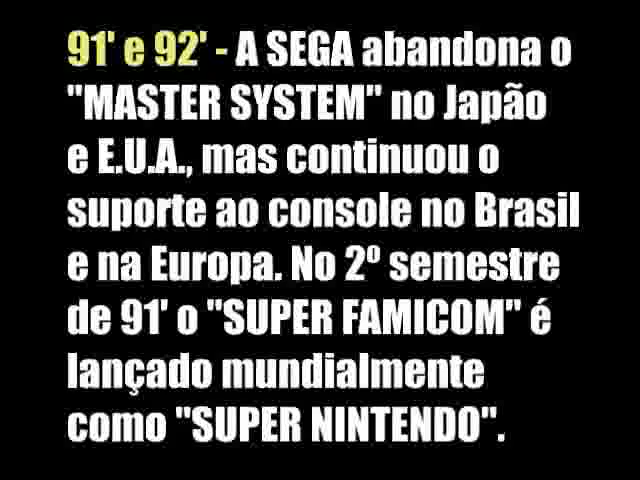 91' e 92' - A SEGA abandona o
"MASTER SYSTEM" no Japão
e E.U.A., mas continuou o
suporte ao console no Brasil
e na Europa. No 2º semestre
de 91' o "SUPER FAMICOM" é
lançado mundialmente
como "SUPER NINTENDO".